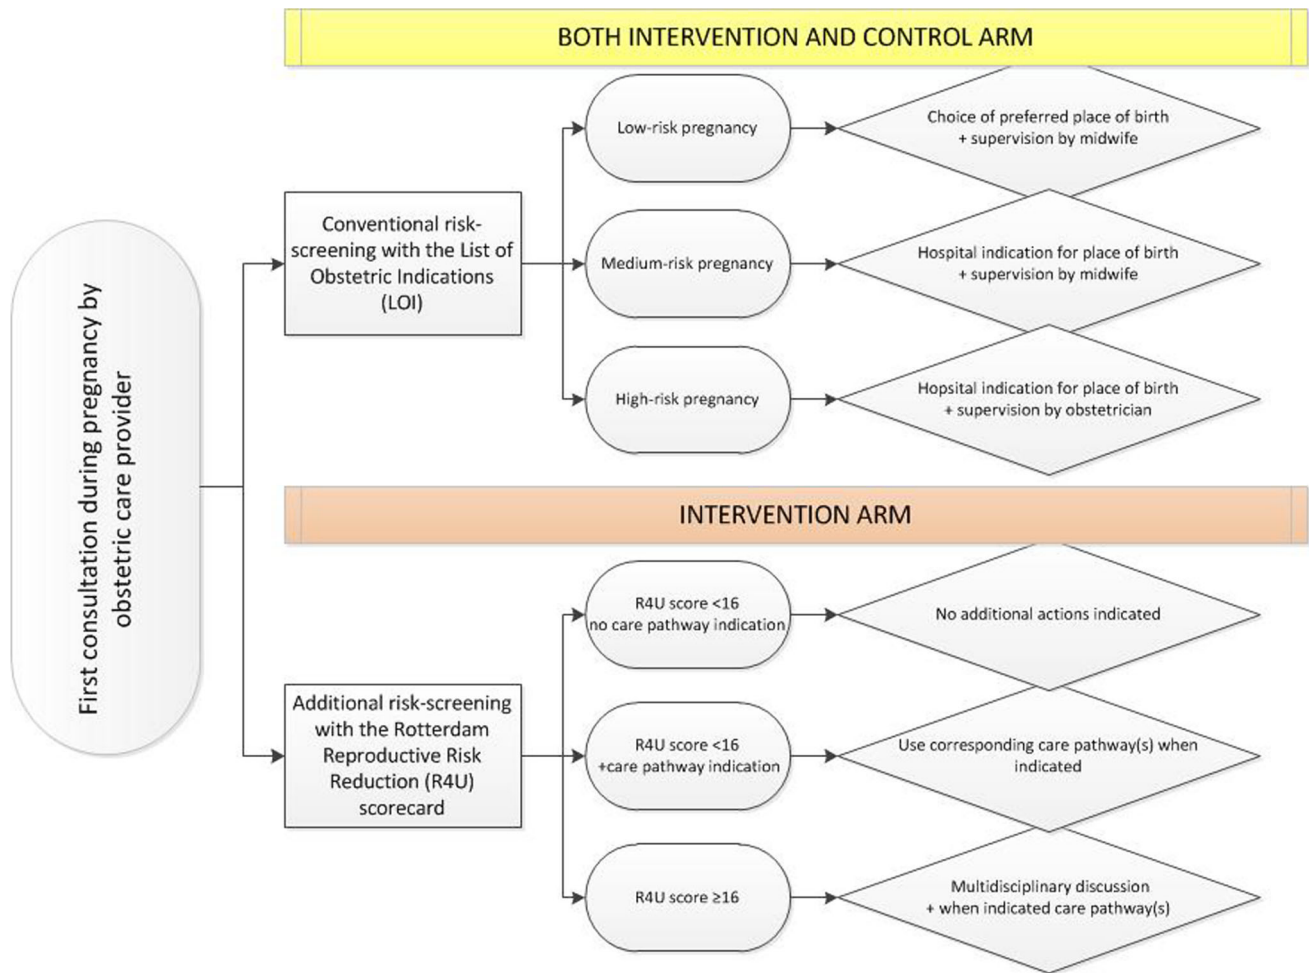 First consultation during pregnancy by
obstetric care provider
BOTH INTERVENTION AND CONTROL ARM
Conventional risk-
screening with the List of
Obstetric Indications
(LOI)
Low-risk pregnancy
Choice of preferred place of birth
+ supervision by midwife
Medium-risk pregnancy
Hospital indication for place of birth
+ supervision by midwife
High-risk pregnancy
Hopsital indication for place of birth
+ supervision by obstetrician
INTERVENTION ARM
Additional risk-screening
with the Rotterdam
Reproductive Risk
Reduction (R4U)
scorecard
R4U score <16
no care pathway indication
No additional actions indicated
R4U score <16
+care pathway indication
Use corresponding care pathway(s) when
indicated
R4U score ≥16
Multidisciplinary discussion
+ when indicated care pathway(s)